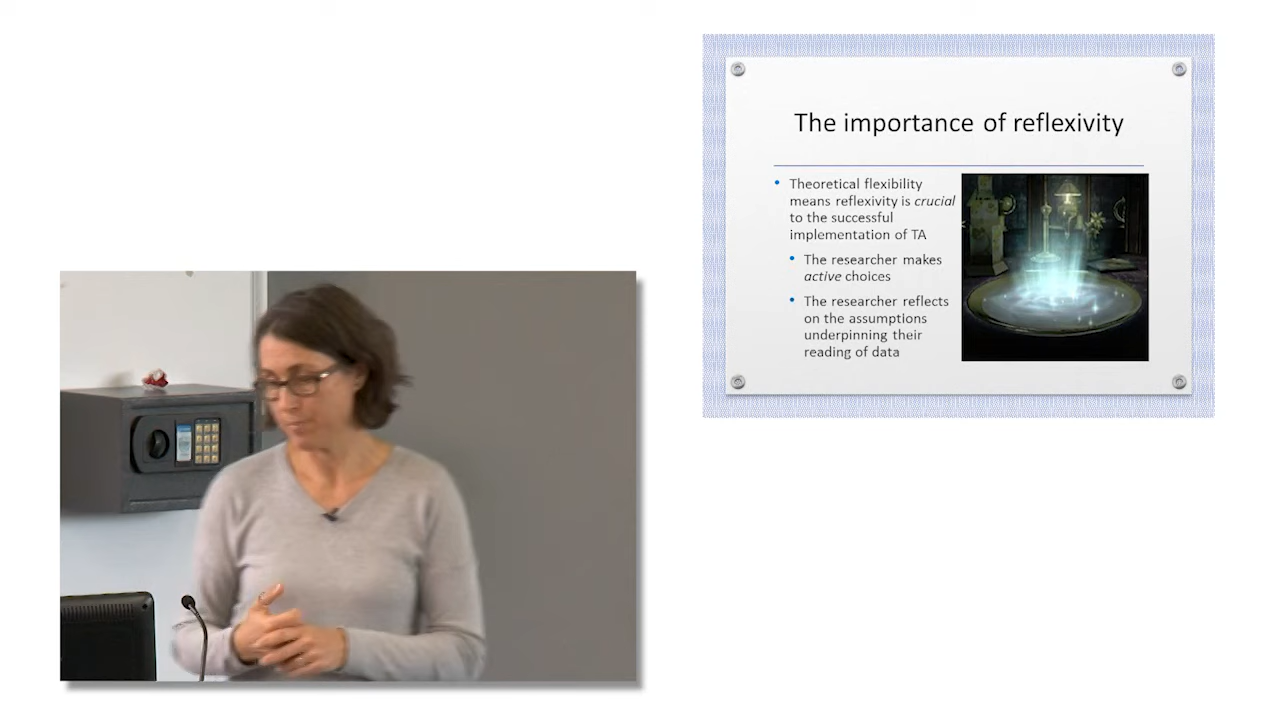 The importance of reflexivity
Theoretical flexibility
means reflexivity is crucial
to the successful
implementation of TA
The researcher makes
active choices
The researcher reflects
on the assumptions
underpinning their
reading of data